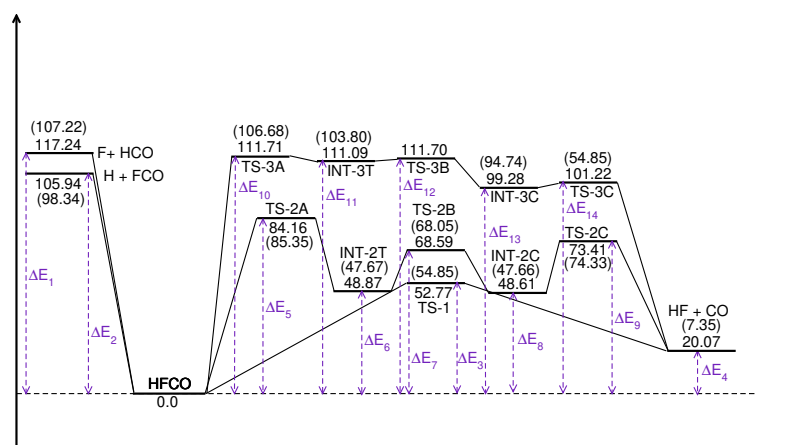 (107.22)
117.24
F+ HCO
105.94
(98.34)
H + FCO
ΔE1
ΔE2
HFCO
0.0
(106.68)
111.71
TS-3A
ΔE10
(103.80)
111.09
INT-3T
ΔE11
111.70
TS-3B
ΔE12
(94.74)
99.28
INT-3C
ΔE13
(54.85)
101.22
TS-3C
ΔE14
TS-2A
84.16
(85.35)
ΔE5
INT-2T
(47.67)
48.87
ΔE6
TS-2B
(68.05)
68.59
ΔE7
(54.85)
52.77
TS-1
ΔE3
INT-2C
(47.66)
48.61
ΔE8
TS-2C
73.41
(74.33)
ΔE9
HF + CO
(7.35)
20.07
ΔE4